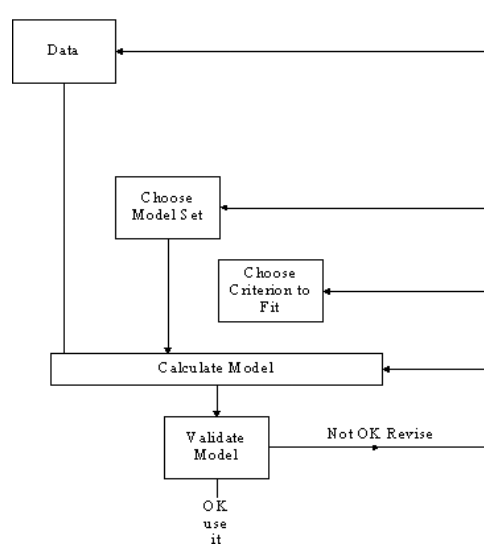 Data
Choose
Model Set
Choose
Criterion to
Fit
Calculate Model
Validate
Model
Not OK Revise
OK
use
it